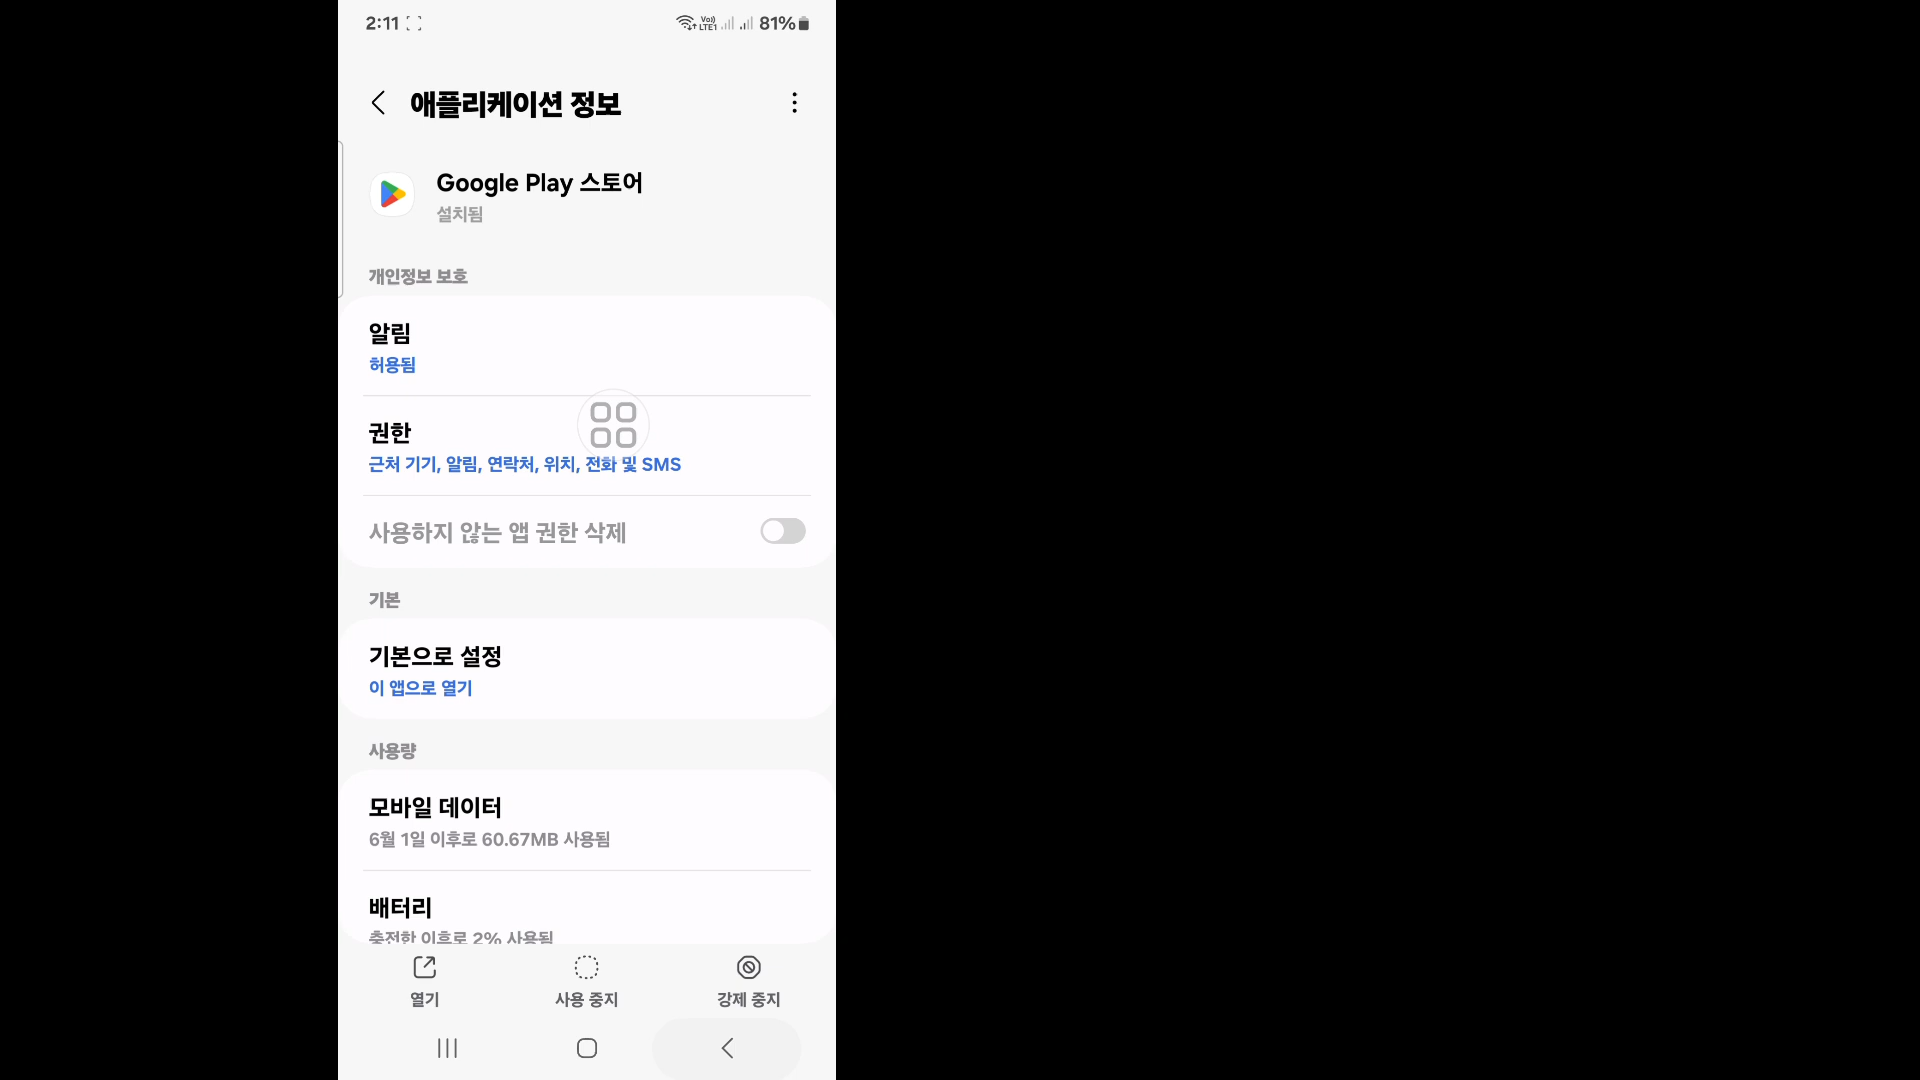 2:11
Vo)) LTE1
81%
애플리케이션 정보
Google Play 스토어
설치됨
개인정보 보호
알림
허용됨
권한
근처 기기, 알림, 연락처, 위치, 전화 및 SMS
사용하지 않는 앱 권한 삭제
기본
기본으로 설정
이 앱으로 열기
사용량
모바일 데이터
6월 1일 이후로 60.67MB 사용됨
배터리
충전한 이후로 2% 사용됨
열기
사용 중지
강제 중지